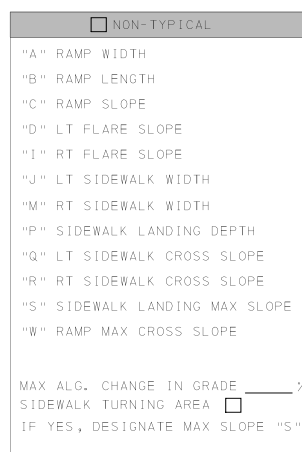 NON-TYPICAL
"A" RAMP WIDTH
"B" RAMP LENGTH
"C" RAMP SLOPE
"D" LT FLARE SLOPE
"I" RT FLARE SLOPE
"J" LT SIDEWALK WIDTH
"M" RT SIDEWALK WIDTH
"P" SIDEWALK LANDING DEPTH
"Q" LT SIDEWALK CROSS SLOPE
"R" RT SIDEWALK CROSS SLOPE
"S" SIDEWALK LANDING MAX SLOPE
"W" RAMP MAX CROSS SLOPE
MAX ALG. CHANGE IN GRADE ______ %
SIDEWALK TURNING AREA
IF YES, DESIGNATE MAX SLOPE "S"